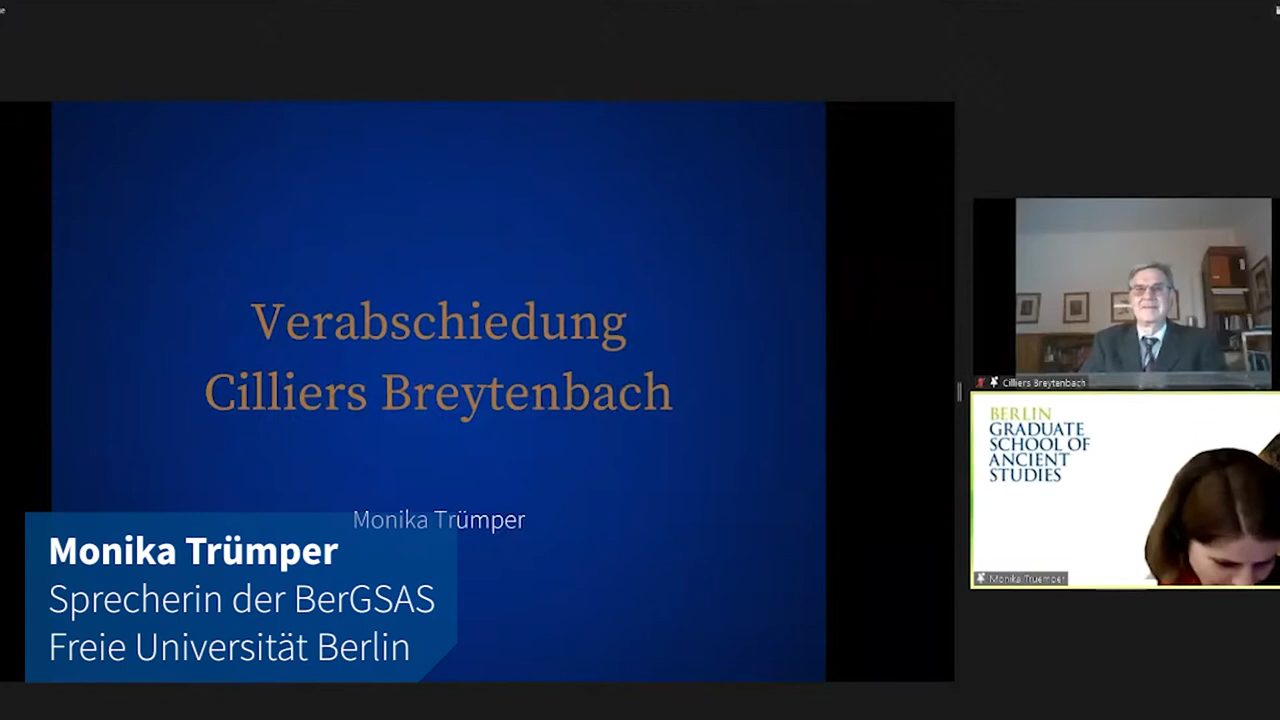 Verabschiedung
Cilliers Breytenbach
Monika Trümper
Monika Trümper
Sprecherin der BerGSAS
Freie Universität Berlin
Cilliers Breytenbach
BERLIN
GRADUATE
SCHOOL OF
ANCIENT
STUDIES
Monika Truemper